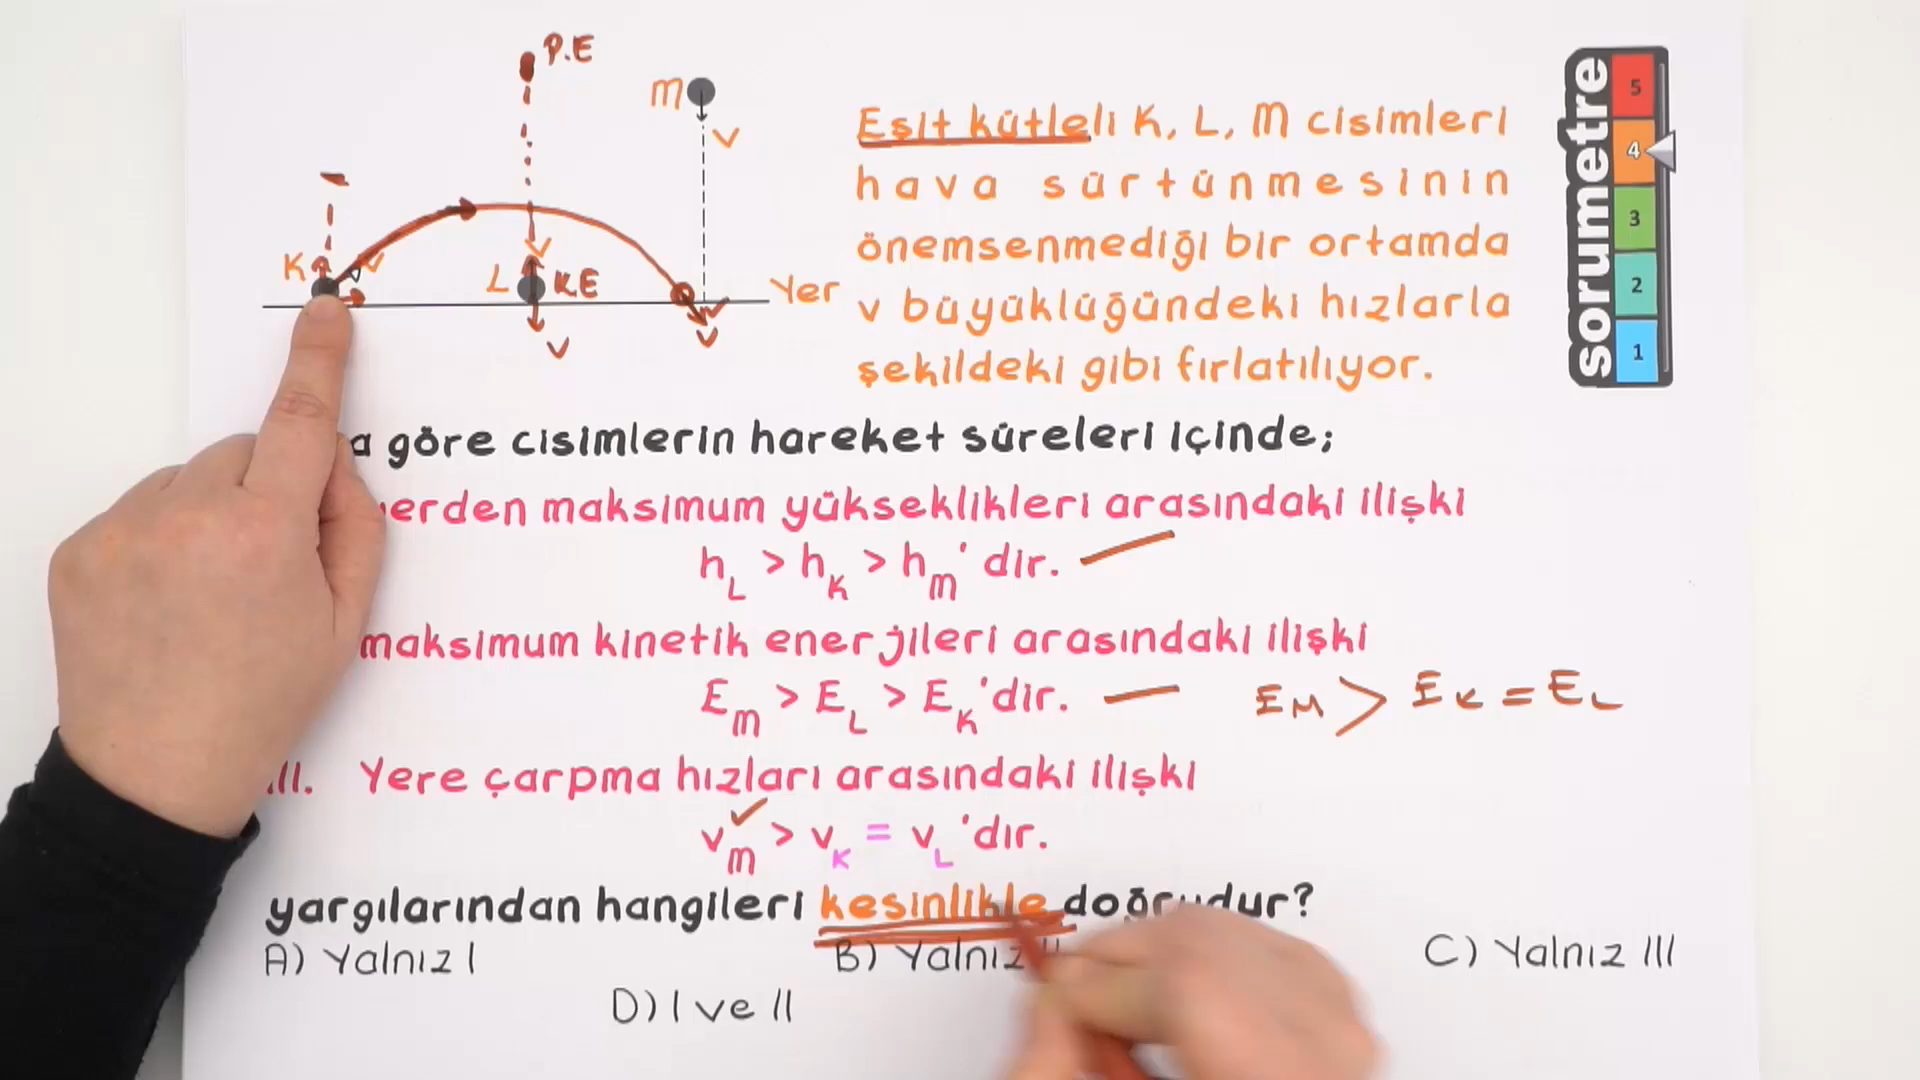 P.E
M
v
K
v
v
L
K.E
Yer
v
v
Eşit kütleli K, L, M cisimleri
hava sürtünmesinin
önemsenmediği bir ortamda
v büyüklüğündeki hızlarla
şekildeki gibi fırlatılıyor.
sorumetre
5
4
3
2
1
göre cisimlerin hareket süreleri içinde;
maksimum yükseklikleri arasındaki ilişki
hL > hK > hm'dir.
maksimum kinetik enerjileri arasındaki ilişki
Em > EL > EK'dir.
EM > EK = EL
III. Yere çarpma hızları arasındaki ilişki
vm > vK = vL'dir.
yargılarından hangileri kesinlikle doğrudur?
A) Yalnız I
B) Yalnız II
C) Yalnız III
D) I ve II